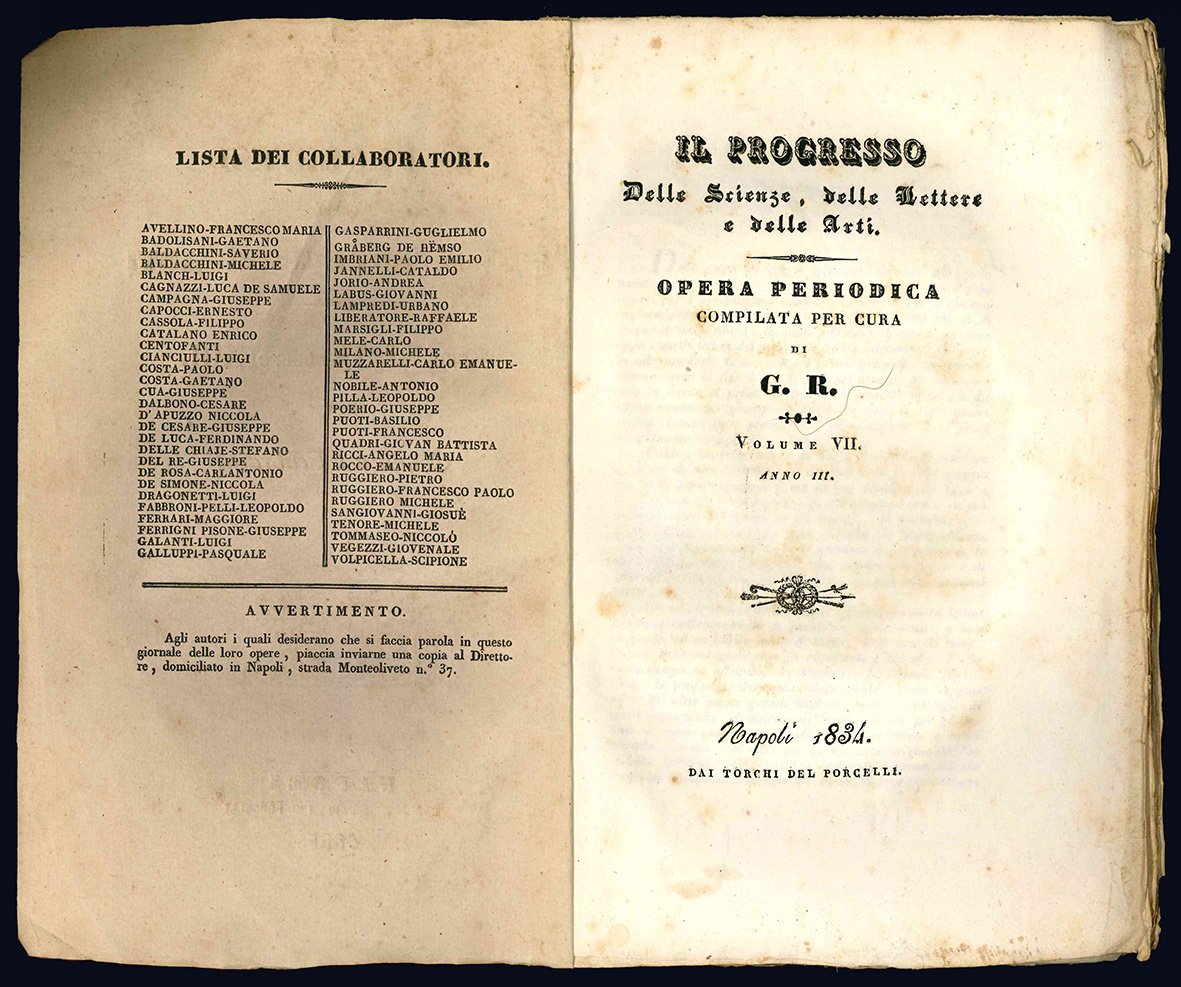 LISTA DEI COLLABORATORI.
AVELLINO-FRANCESCO MARIA
BADOLISANI-GAETANO
BALDACCHINI-SAVERIO
BALDACCHINI-MICHELE
BLANCH-LUIGI
CAGNAZZI-LUCA DE SAMUELE
CAMPAGNA-GIUSEPPE
CAPOCCI-ERNESTO
CASSOLA-FILIPPO
CATALANO ENRICO
CENTOFANTI
CIANCIULLI-LUIGI
COSTA-PAOLO
COSTA-GAETANO
CUA-GIUSEPPE
DALBONO-CESARE
D' APUZZO NICCOLA
DE CESARE-GIUSEPPE
DE LUCA-FERDINANDO
DELLE CHIAJE-STEFANO
DEL RE-GIUSEPPE
DE ROSA-CARLANTONIO
DE SIMONE-NICCOLA
DRAGONETTI-LUIGI
FABBRONI-PELLI-LEOPOLDO
FERRARI-MAGGIORE
FERRIGNI PISONE-GIUSEPPE
GALANTI-LUIGI
GALLUPPI-PASQUALE
GASPARRINI-GUGLIELMO
GRÅBERG DE HËMSO
IMBRIANI-PAOLO EMILIO
JANNELLI-CATALDO
JORIO-ANDREA
LABUS-GIOVANNI
LAMPREDI-URBANO
LIBERATORE-RAFFAELE
MARSIGLI-FILIPPO
MELE-CARLO
MILANO-MICHELE
MUZZARELLI-CARLO EMANUE-
LE
NOBILE-ANTONIO
PILLA-LEOPOLDO
POERIO-GIUSEPPE
PUOTI-BASILIO
PUOTI-FRANCESCO
QUADRI-GIOVAN BATTISTA
RICCI-ANGELO MARIA
ROCCO-EMANUELE
RUGGIERO-PIETRO
RUGGIERO-FRANCESCO PAOLO
RUGGIERO MICHELE
SANGIOVANNI-GIOSUÈ
TENORE-MICHELE
TOMMASEO-NICCOLÒ
VEGEZZI-GIOVENALE
VOLPICELLA-SCIPIONE
AVVERTIMENTO.
Agli autori i quali desiderano che si faccia parola in questo
giornale delle loro opere, piaccia inviarne una copia al Diretto-
re, domiciliato in Napoli, strada Monteoliveto n.° 37.
IL PROGRESSO
Delle Scienze, delle Lettere
e delle Arti.
OPERA PERIODICA
COMPILATA PER CURA
DI
G. R.
VOLUME VII.
ANNO III.
Napoli 1834.
DAI TORCHI DEL PORCELLI.